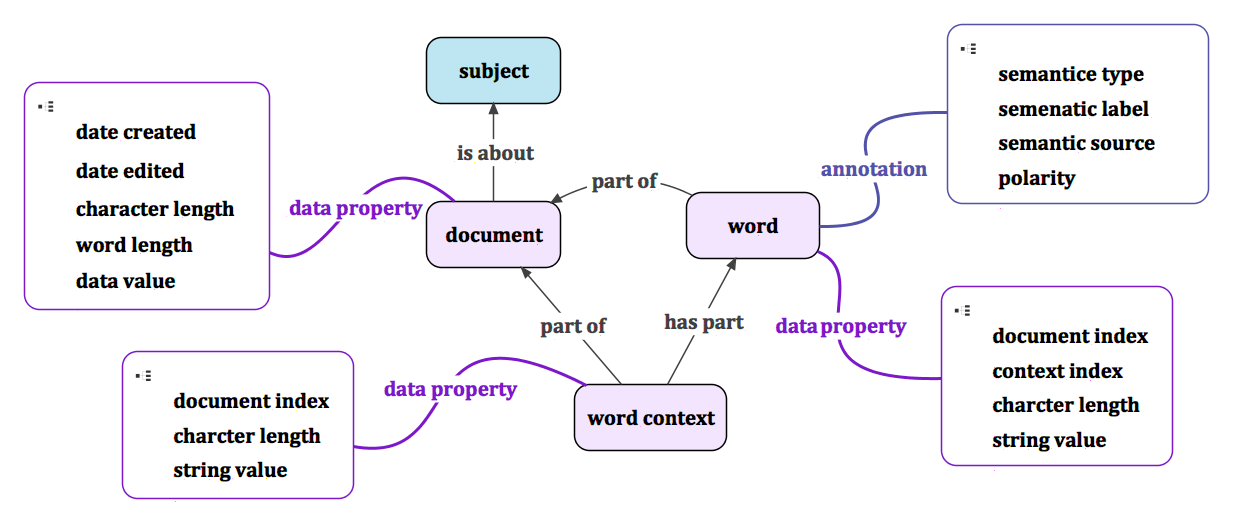 subject
is about
document
part of
word
part of
has part
word context
data property
date created
date edited
character length
word length
data value
data property
document index
charcter length
string value
annotation
semantice type
semenatic label
semantic source
polarity
data property
document index
context index
charcter length
string value